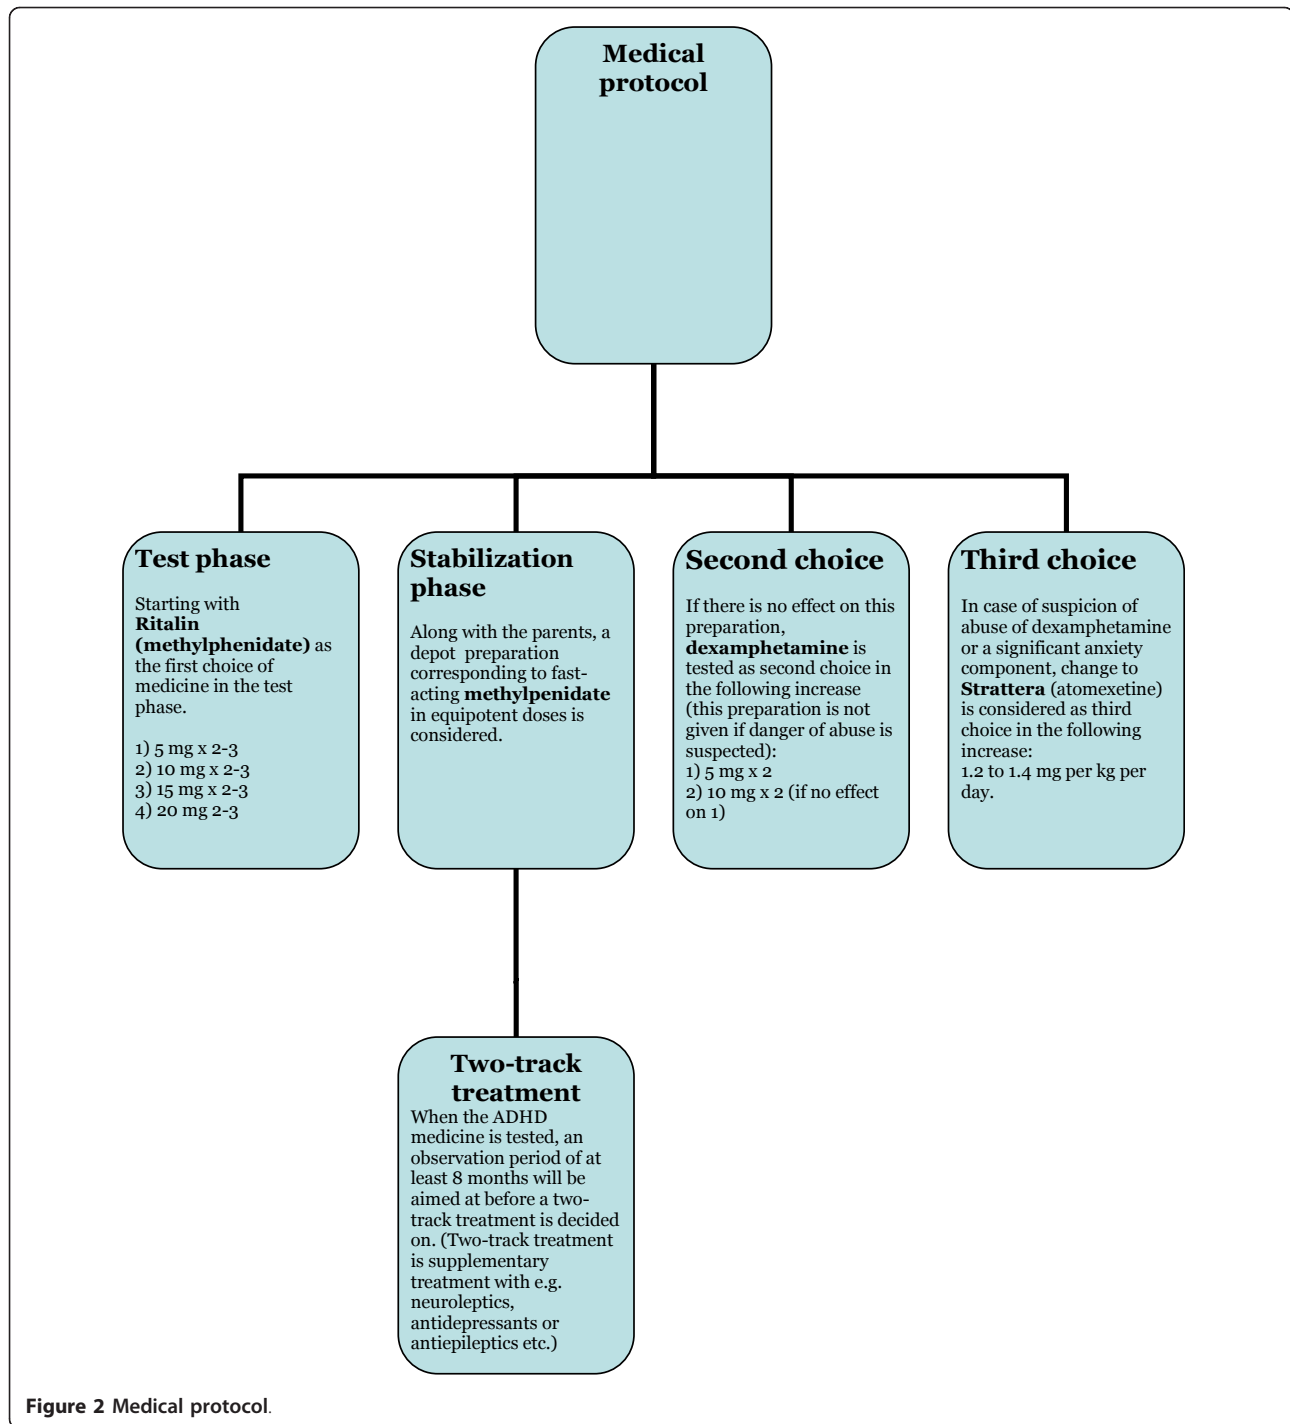 Medical
protocol
Test phase
Starting with
Ritalin
(methylphenidate) as
the first choice of
medicine in the test
phase.
1) 5 mg x 2-3
2) 10 mg x 2-3
3) 15 mg x 2-3
4) 20 mg 2-3
Stabilization
phase
Along with the parents, a
depot preparation
corresponding to fast-
acting methylpenidate
in equipotent doses is
considered.
Second choice
If there is no effect on this
preparation,
dexamphetamine is
tested as second choice in
the following increase
(this preparation is not
given if danger of abuse is
suspected):
1) 5 mg x 2
2) 10 mg x 2 (if no effect
on 1)
Third choice
In case of suspicion of
abuse of dexamphetamine
or a significant anxiety
component, change to
Strattera (atomexetine)
is considered as third
choice in the following
increase:
1.2 to 1.4 mg per kg per
day.
Two-track
treatment
When the ADHD
medicine is tested, an
observation period of at
least 8 months will be
aimed at before a two-
track treatment is decided
on. (Two-track treatment
is supplementary
treatment with e.g.
neuroleptics,
antidepressants or
antiepileptics etc.)
Figure 2 Medical protocol.